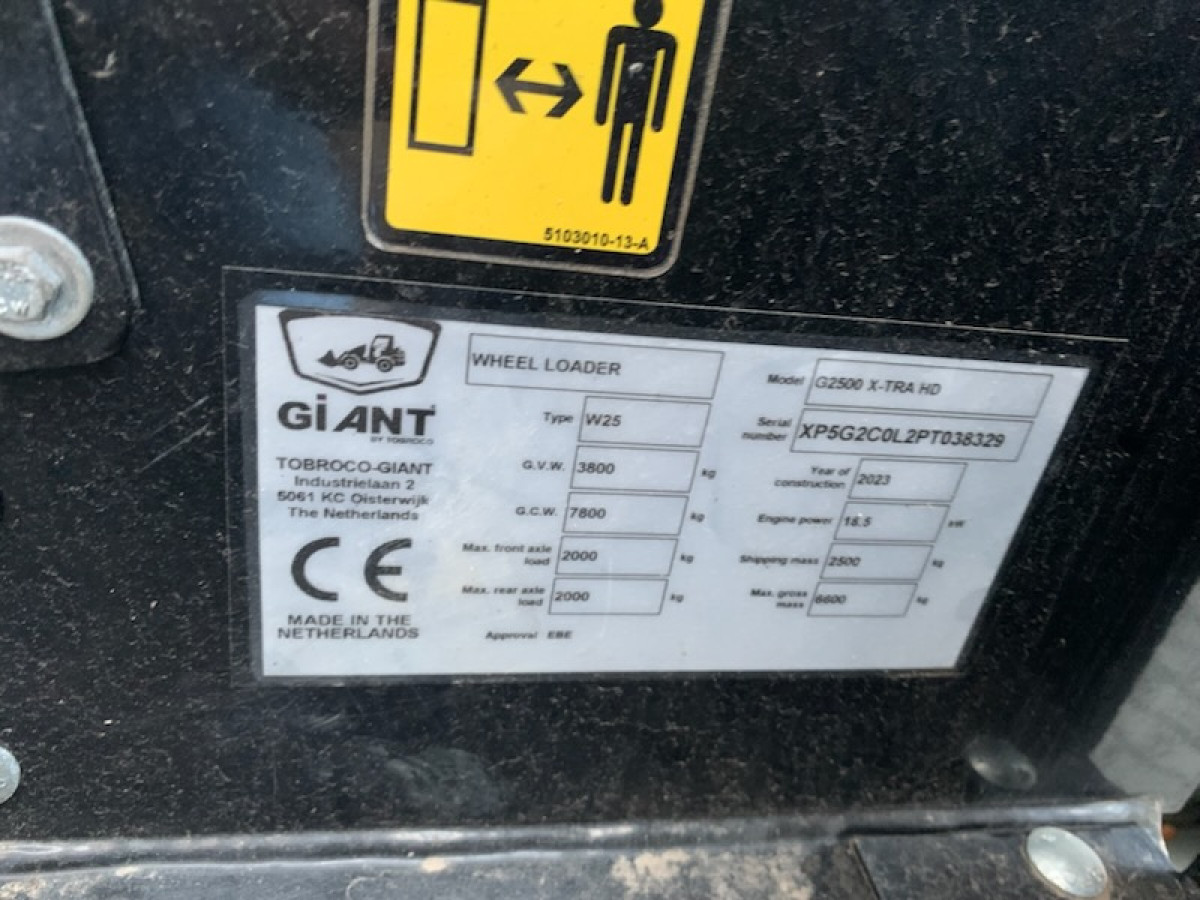 5103010-13-A
GiANT
BY TOBROCO
TOBROCO-GIANT
Industrielaan 2
5061 KC Oisterwijk
The Netherlands
CE
MADE IN THE
NETHERLANDS
WHEEL LOADER
Type W25
G.V.W. 3800 kg
G.C.W. 7800 kg
Max. front axle
load 2000 kg
Max. rear axle
load 2000 kg
Approval EBE
Model G2500 X-TRA HD
Serial
number XP5G2C0L2PT038329
Year of
construction 2023
Engine power 18.5 kW
Shipping mass 2500 kg
Max. gross
mass 6600 kg